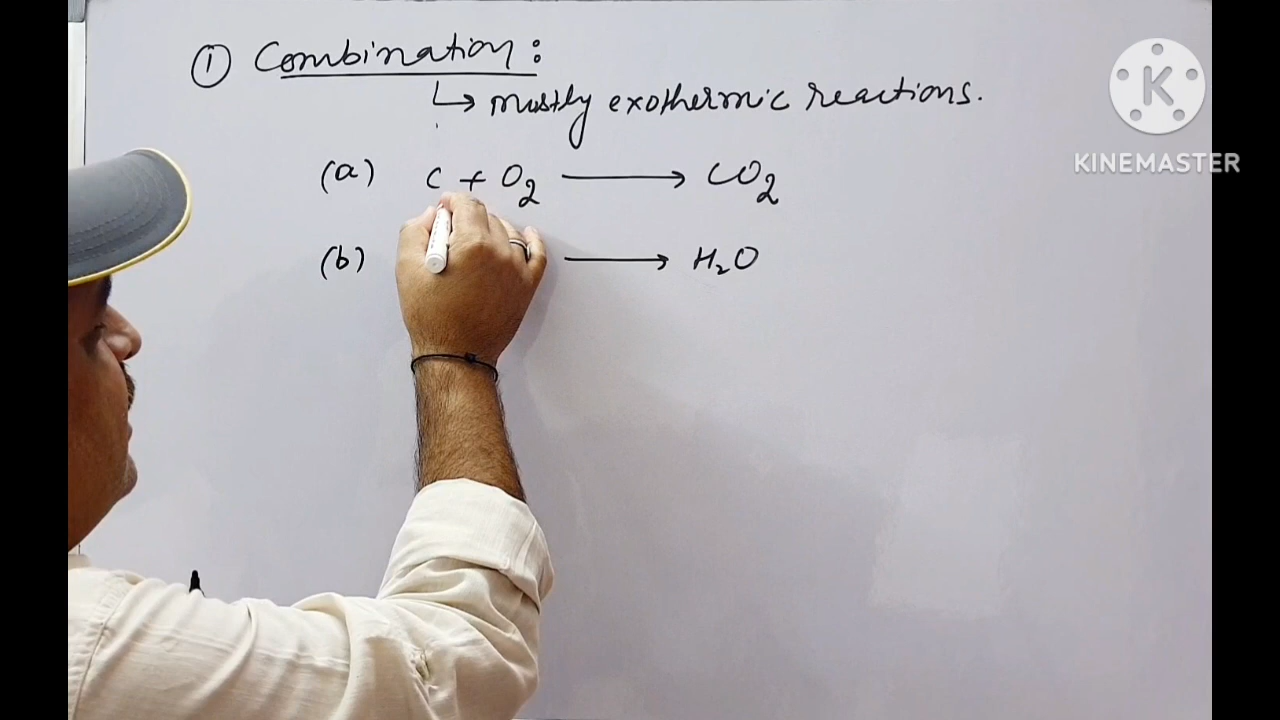 ① Combination :
↳ mostly exothermic reactions.
K
KINEMASTER
(a) C + O₂ ⟶ CO₂
(b) ⟶ H₂O